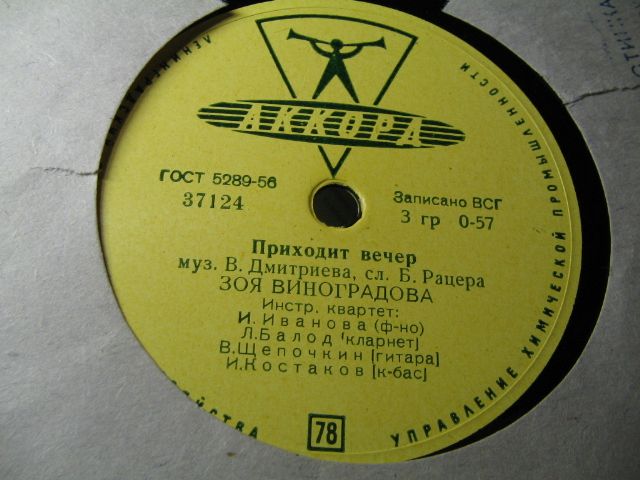 АККОРД
ГОСТ 5289-56
37124
Записано ВСГ
3 гр 0-57
Приходит вечер
муз. В. Дмитриева, сл. Б. Рацера
ЗОЯ ВИНОГРАДОВА
Инстр. квартет:
И. Иванова (ф-но)
Л. Балод (кларнет)
В. Щепочкин (гитара)
И. Костаков (к-бас)
78
УПРАВЛЕНИЕ ХИМИЧЕСКОЙ ПРОМЫШЛЕННОСТИ